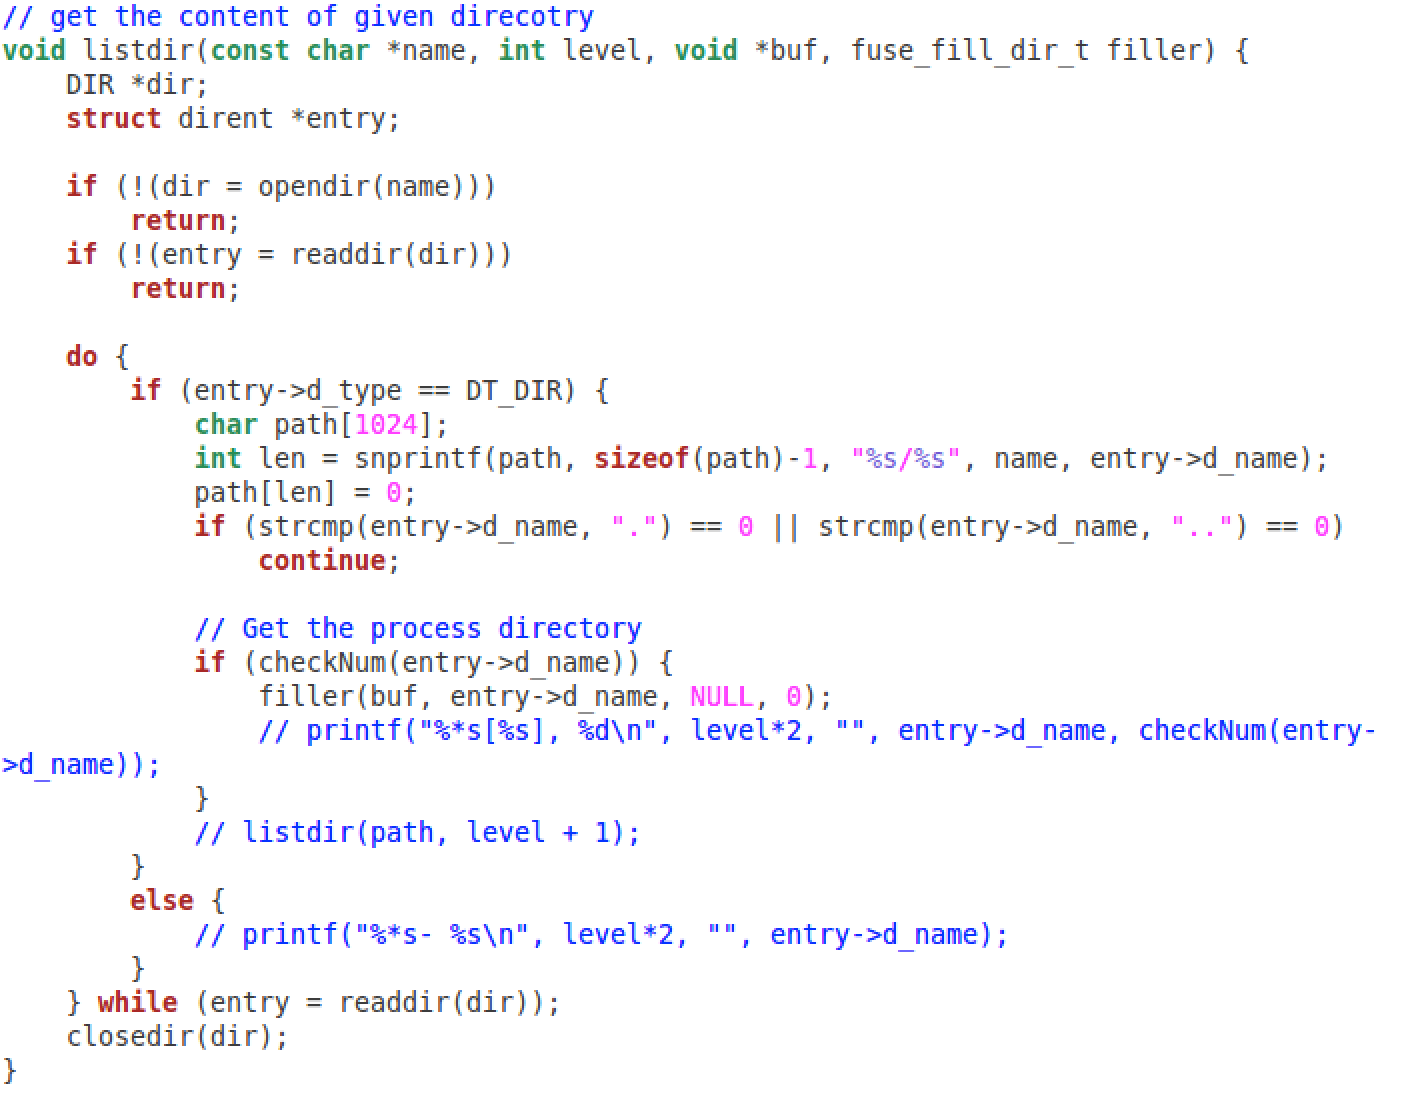 // get the content of given direcotry
void listdir(const char *name, int level, void *buf, fuse_fill_dir_t filler) {
    DIR *dir;
    struct dirent *entry;

    if (!(dir = opendir(name)))
        return;
    if (!(entry = readdir(dir)))
        return;

    do {
        if (entry->d_type == DT_DIR) {
            char path[1024];
            int len = snprintf(path, sizeof(path)-1, "%s/%s", name, entry->d_name);
            path[len] = 0;
            if (strcmp(entry->d_name, ".") == 0 || strcmp(entry->d_name, "..") == 0)
                continue;

            // Get the process directory
            if (checkNum(entry->d_name)) {
                filler(buf, entry->d_name, NULL, 0);
                // printf("%*s[%s], %d\n", level*2, "", entry->d_name, checkNum(entry-
>d_name));
            }
            // listdir(path, level + 1);
        }
        else {
            // printf("%*s- %s\n", level*2, "", entry->d_name);
        }
    } while (entry = readdir(dir));
    closedir(dir);
}